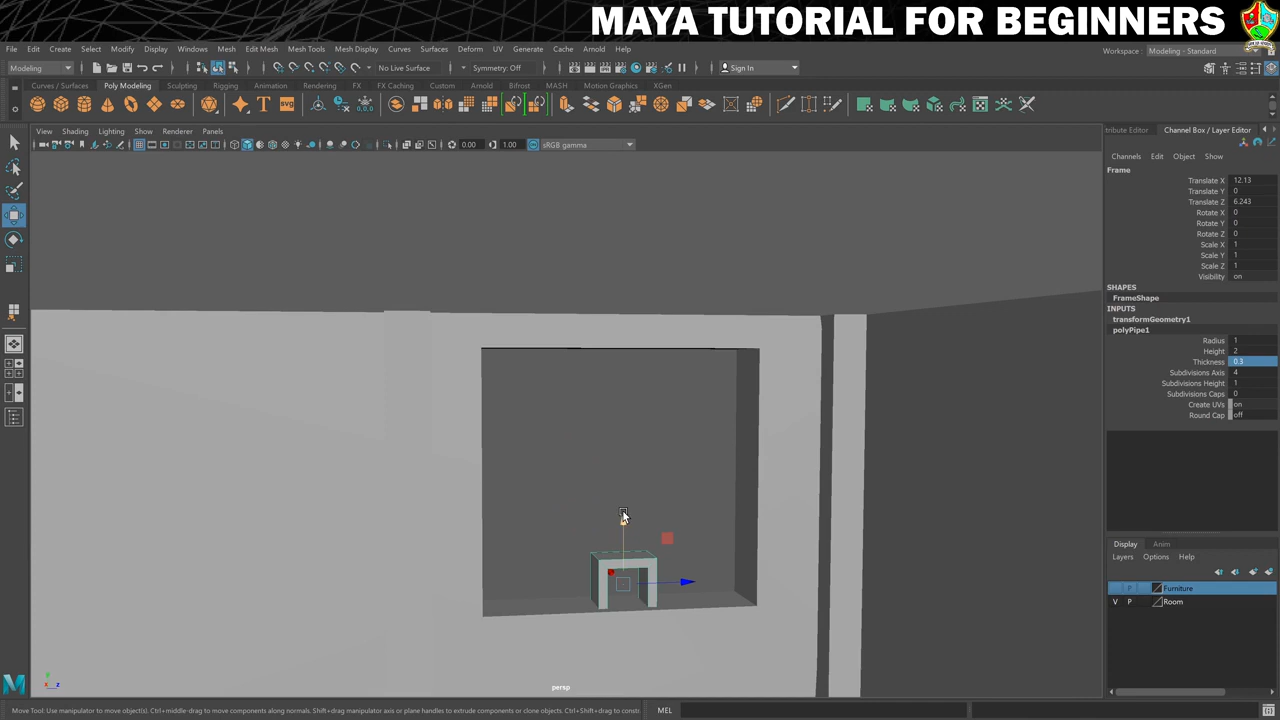 MAYA TUTORIAL FOR BEGINNERS
File Edit Create Select Modify Display Windows Mesh Edit Mesh Mesh Tools Mesh Display Curves Surfaces Deform UV Generate Cache Arnold Help
Workspace : Modeling - Standard
Modeling No Live Surface Symmetry: Off Sign In
Curves / Surfaces Poly Modeling Sculpting Rigging Animation Rendering FX FX Caching Custom Arnold Bifrost MASH Motion Graphics XGen
View Shading Lighting Show Renderer Panels
tribute Editor Channel Box / Layer Editor
0.00 1.00 sRGB gamma
Channels Edit Object Show
Frame
Translate X 12.13
Translate Y 0
Translate Z 6.243
Rotate X 0
Rotate Y 0
Rotate Z 0
Scale X 1
Scale Y 1
Scale Z 1
Visibility on
SHAPES
FrameShape
INPUTS
transformGeometry1
polyPipe1
Radius 1
Height 2
Thickness 0.3
Subdivisions Axis 4
Subdivisions Height 1
Subdivisions Caps 0
Create UVs on
Round Cap off
Display Anim
Layers Options Help
P Furniture
V P Room
y
x z
persp
Move Tool: Use manipulator to move object(s). Ctrl+middle-drag to move components along normals. Shift+drag manipulator axis or plane handles to extrude components or clone objects. Ctrl+Shift+drag to constr
MEL